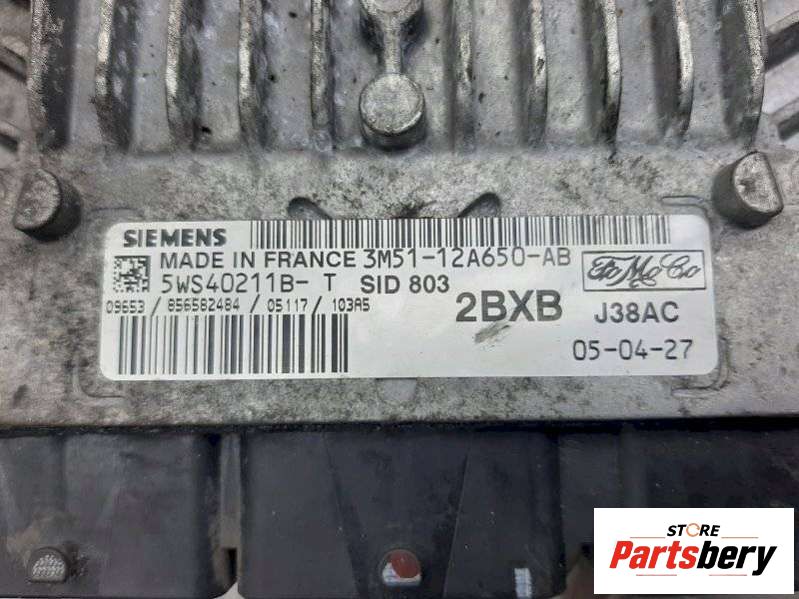 SIEMENS
MADE IN FRANCE 3M51-12A650-AB
5WS40211B- T SID 803
FoMoCo
09653 / 856582484 / 05117 / 103A5
2BXB J38AC
05-04-27
STORE
Partsbery